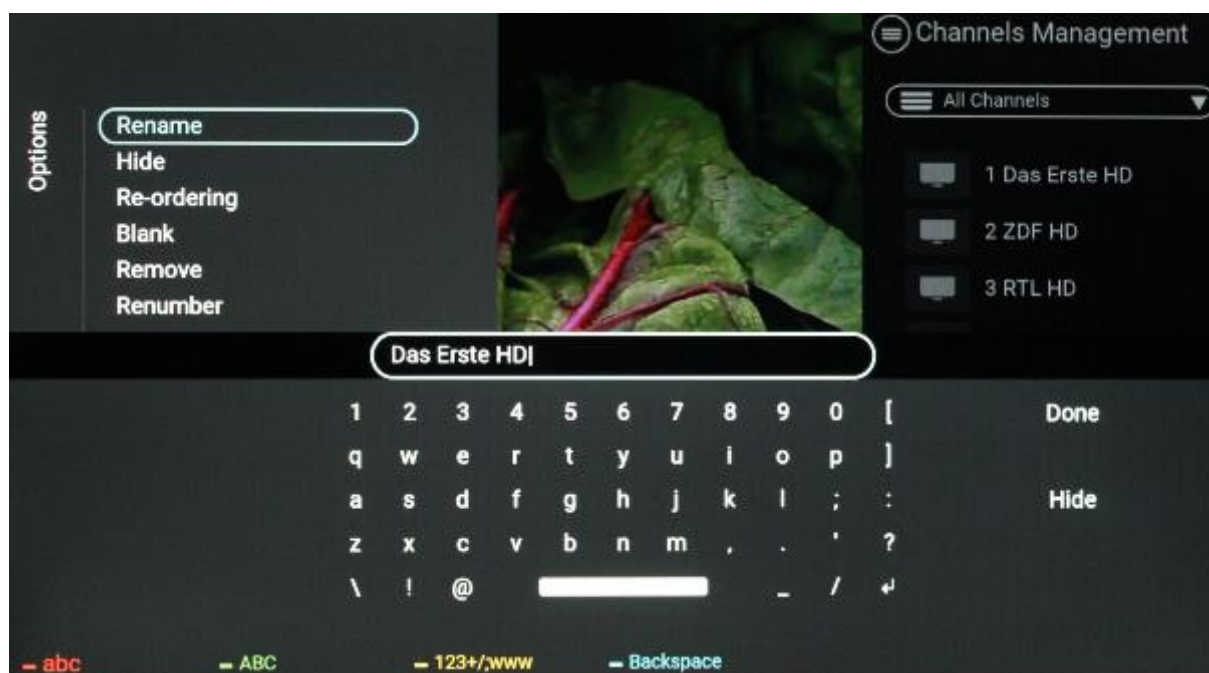 Channels Management
All Channels
Options
Rename
Hide
Re-ordering
Blank
Remove
Renumber
1 Das Erste HD
2 ZDF HD
3 RTL HD
Das Erste HD
1 2 3 4 5 6 7 8 9 0 [
Done
q w e r t y u i o p ]
a s d f g h j k l ; :
Hide
z x c v b n m , . ' ?
\ ! @ _ / ↵
abc
ABC
123+/;www
Backspace